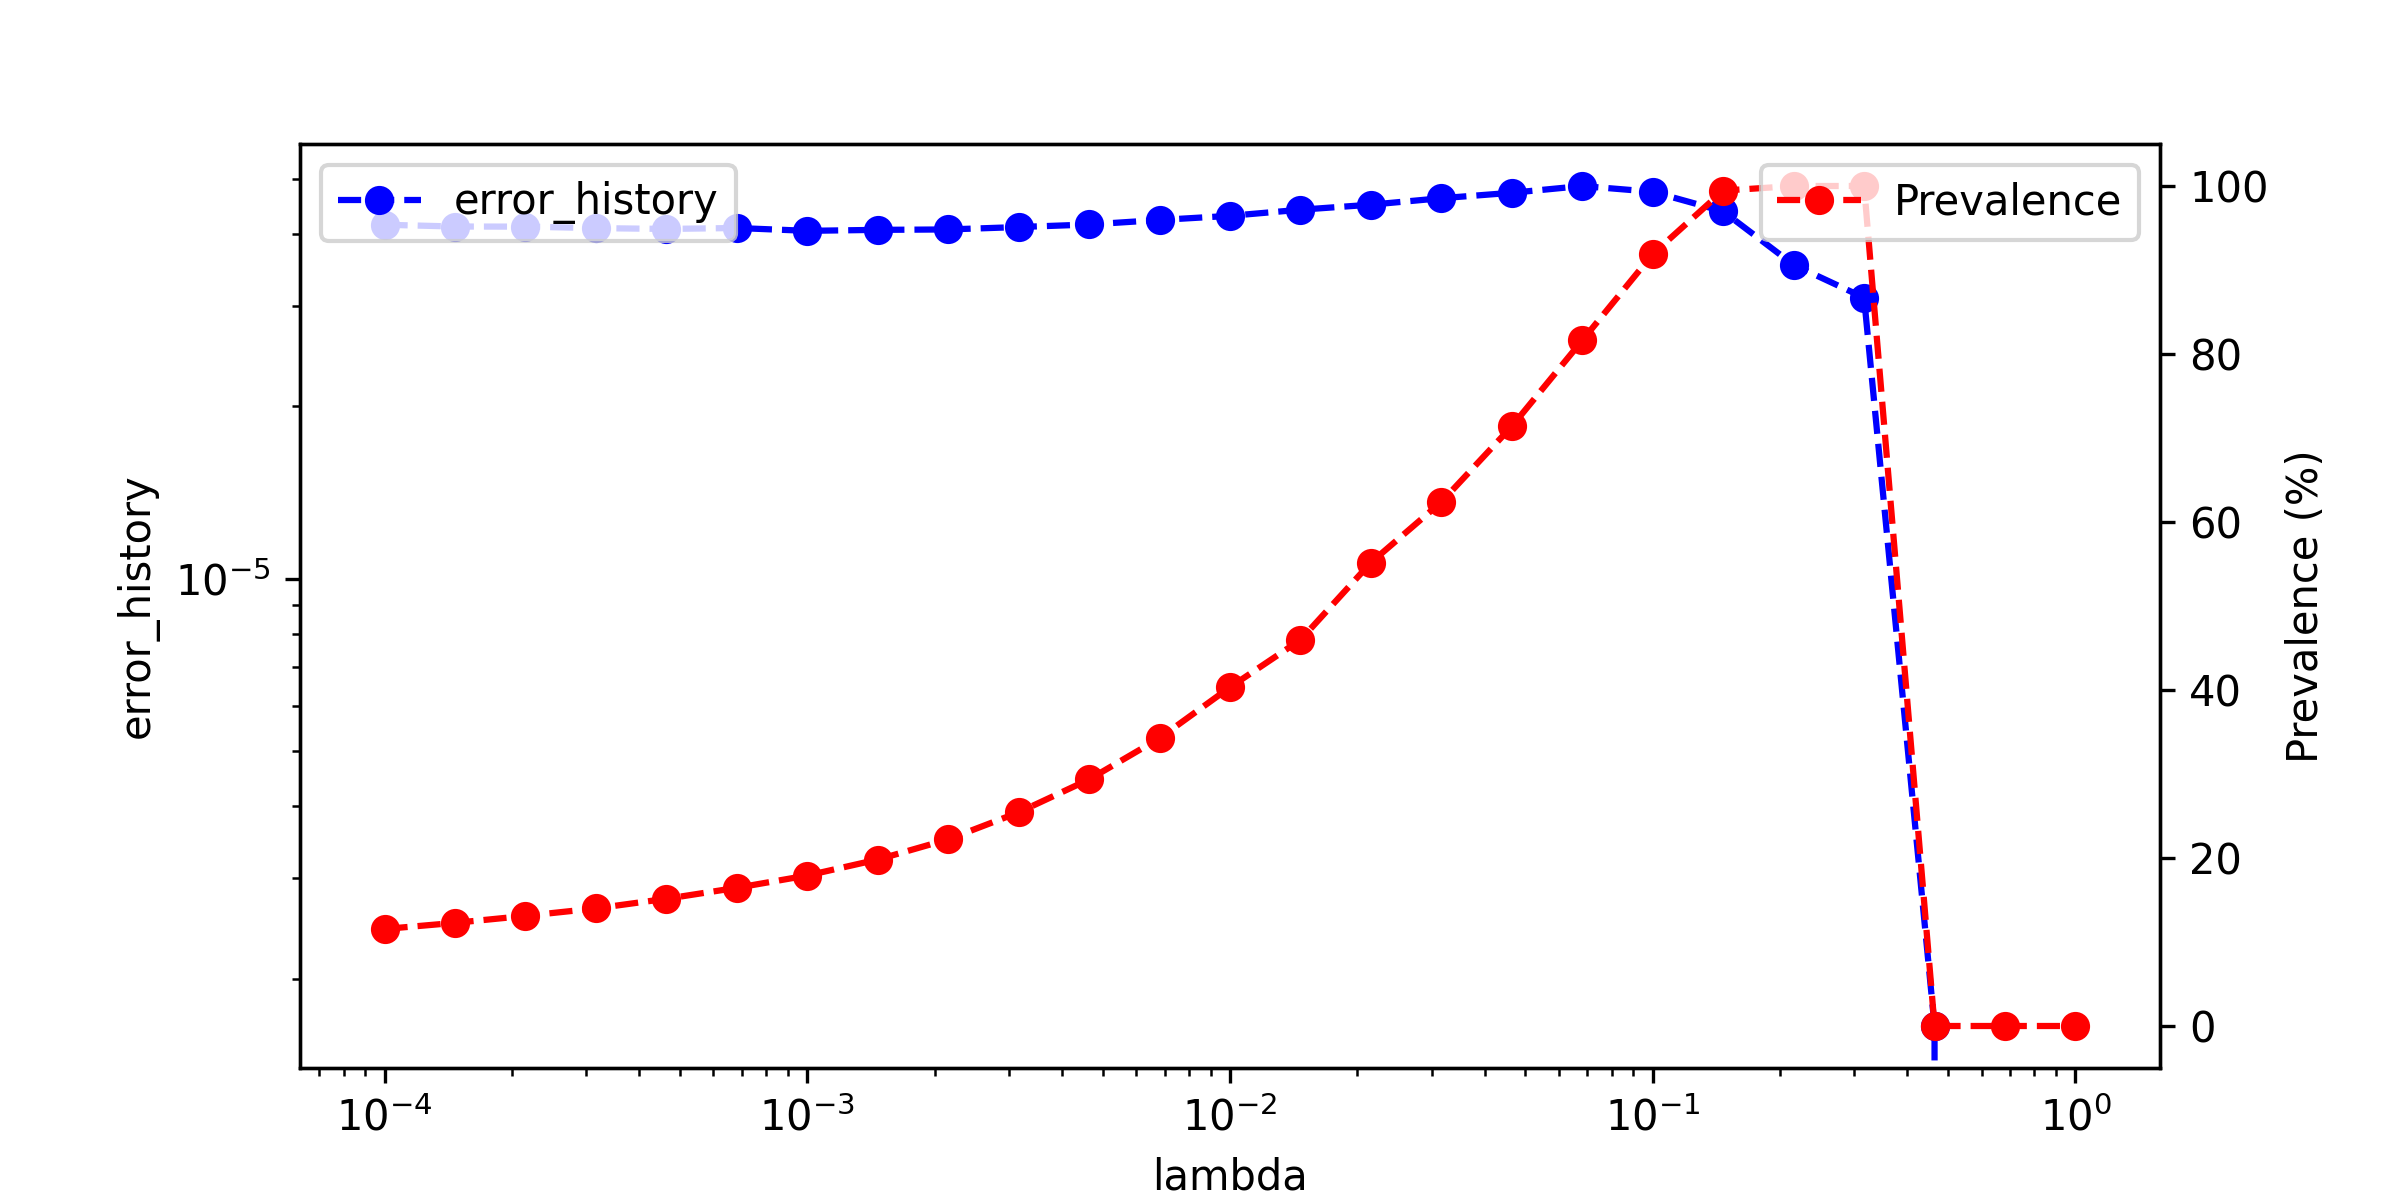 error_history
Prevalence
error_history
10⁻⁵
100
80
60
40
20
0
Prevalence (%)
10⁻⁴ 10⁻³ 10⁻² 10⁻¹ 10⁰
lambda